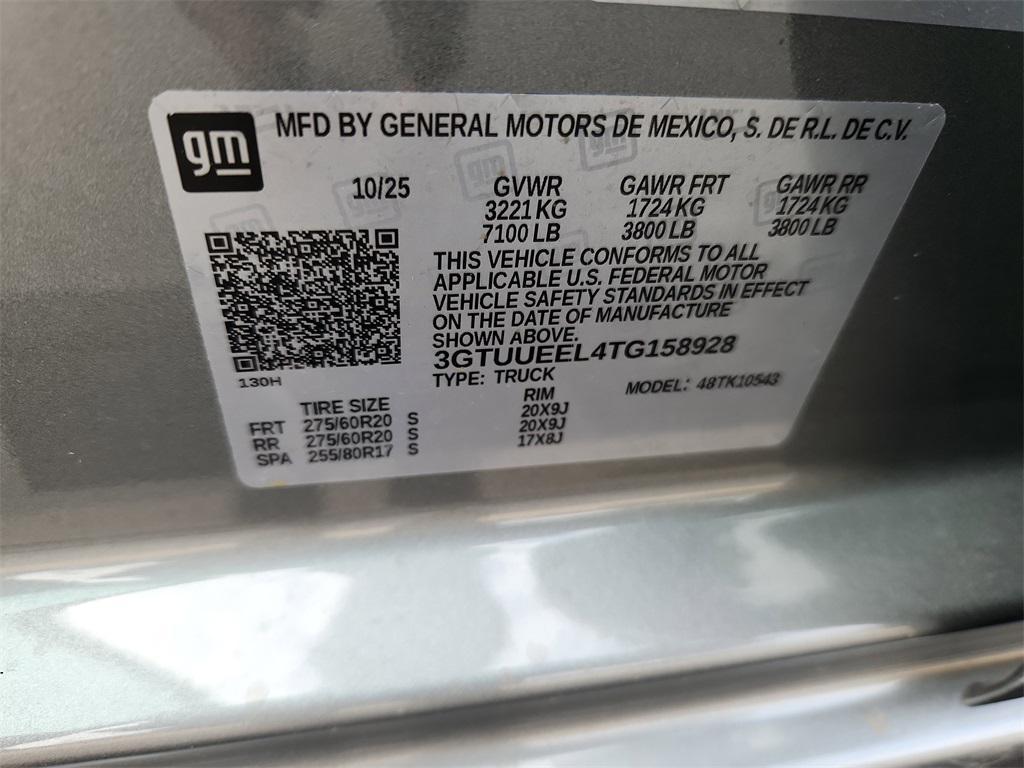 gm
MFD BY GENERAL MOTORS DE MEXICO, S. DE R.L. DE C.V.
10/25 GVWR GAWR FRT GAWR RR
3221 KG 1724 KG 1724 KG
7100 LB 3800 LB 3800 LB
THIS VEHICLE CONFORMS TO ALL
APPLICABLE U.S. FEDERAL MOTOR
VEHICLE SAFETY STANDARDS IN EFFECT
ON THE DATE OF MANUFACTURE
SHOWN ABOVE.
3GTUUEEL4TG158928
130H
TYPE: TRUCK MODEL: 48TK10543
TIRE SIZE RIM
FRT 275/60R20 S 20X9J
RR 275/60R20 S 20X9J
SPA 255/80R17 S 17X8J